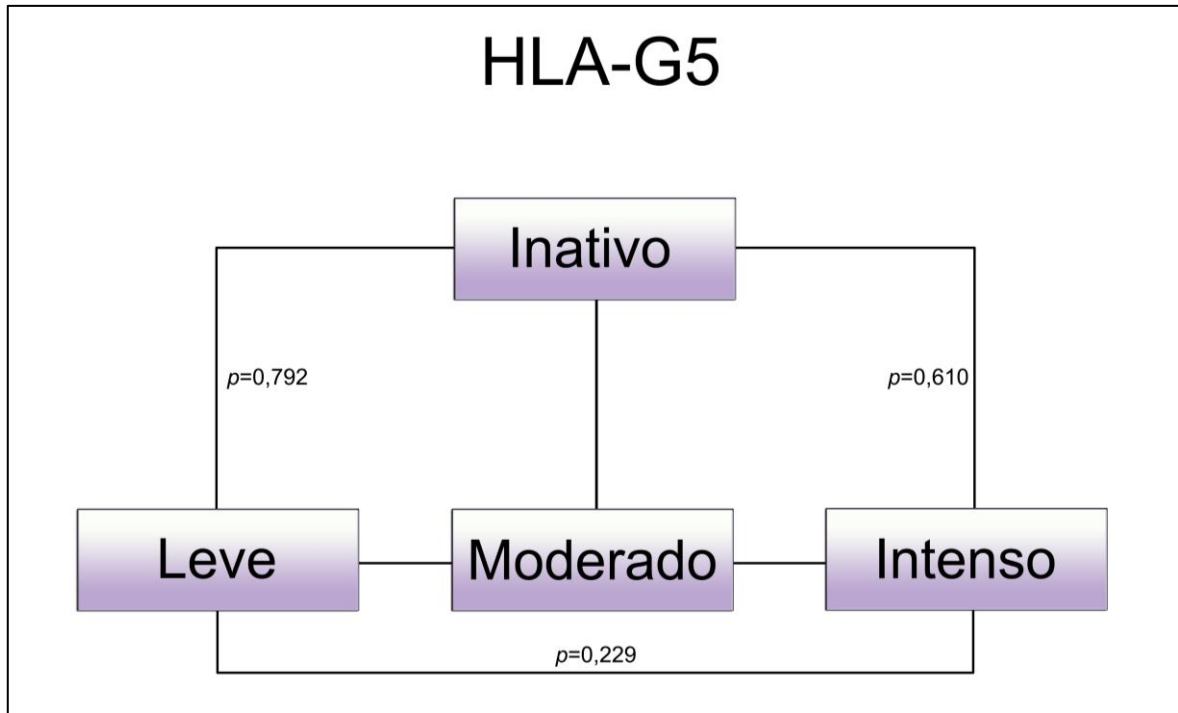 HLA-G5
Inativo
p=0,792
p=0,610
Leve
Moderado
Intenso
p=0,229